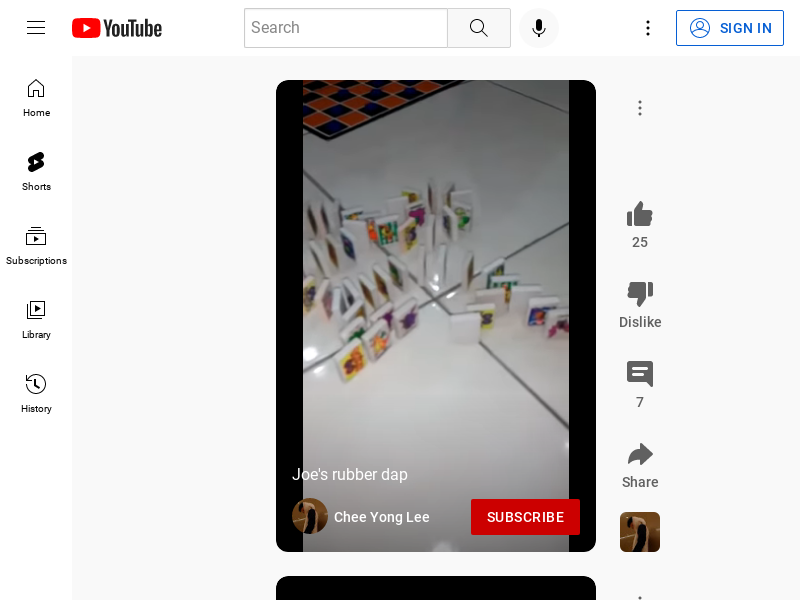 YouTube
Search
SIGN IN
Home
Shorts
Subscriptions
Library
History
25
Dislike
7
Share
Joe's rubber dap
Chee Yong Lee
SUBSCRIBE